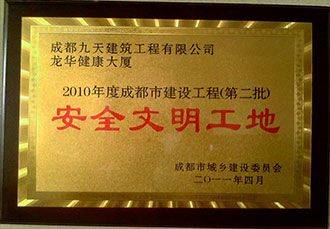 成都九天建筑工程有限公司
龙华健康大厦
2010年度成都市建设工程(第二批)
安全文明工地
成都市城乡建设委员会
二〇一一年四月